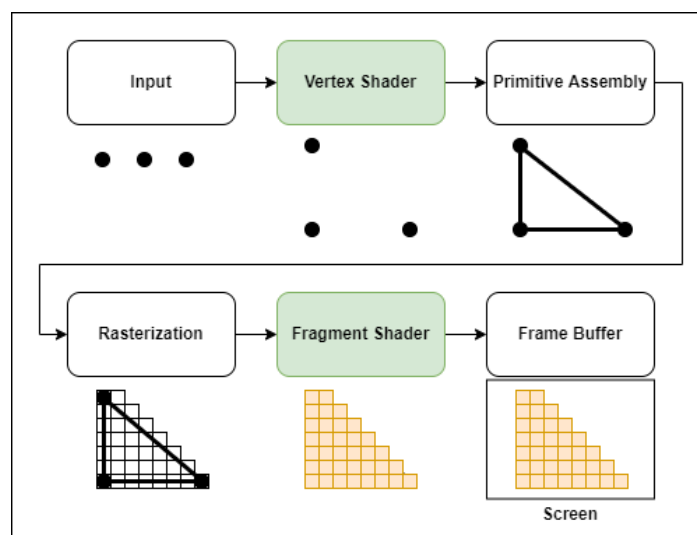 Input
Vertex Shader
Primitive Assembly
Rasterization
Fragment Shader
Frame Buffer
Screen